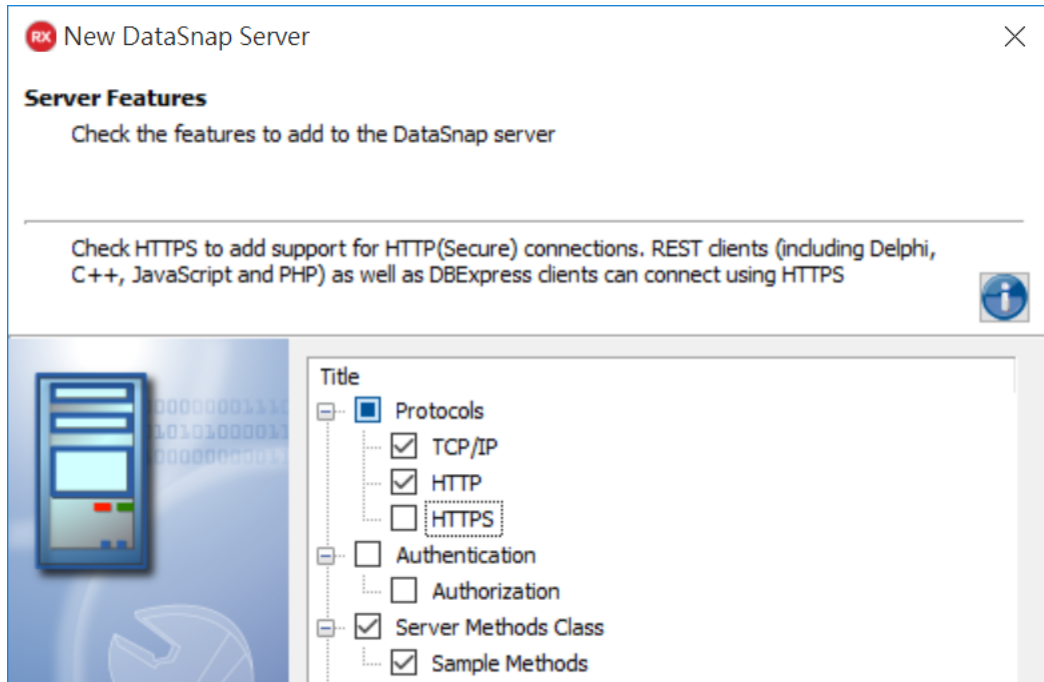 RX New DataSnap Server
Server Features
Check the features to add to the DataSnap server
Check HTTPS to add support for HTTP(Secure) connections. REST clients (including Delphi,
C++, JavaScript and PHP) as well as DBExpress clients can connect using HTTPS
Title
Protocols
TCP/IP
HTTP
HTTPS
Authentication
Authorization
Server Methods Class
Sample Methods